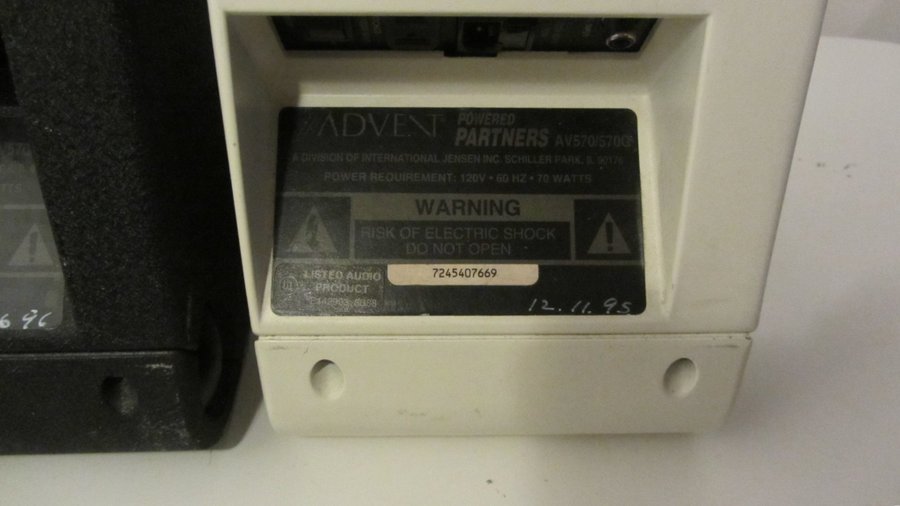 ADVENT POWERED PARTNERS AV570/570G
A DIVISION OF INTERNATIONAL JENSEN INC. SCHILLER PARK, IL 60176
POWER REQUIREMENT: 120V • 60 HZ • 70 WATTS
WARNING
RISK OF ELECTRIC SHOCK
DO NOT OPEN
LISTED AUDIO
PRODUCT
7245407669
12.11.95